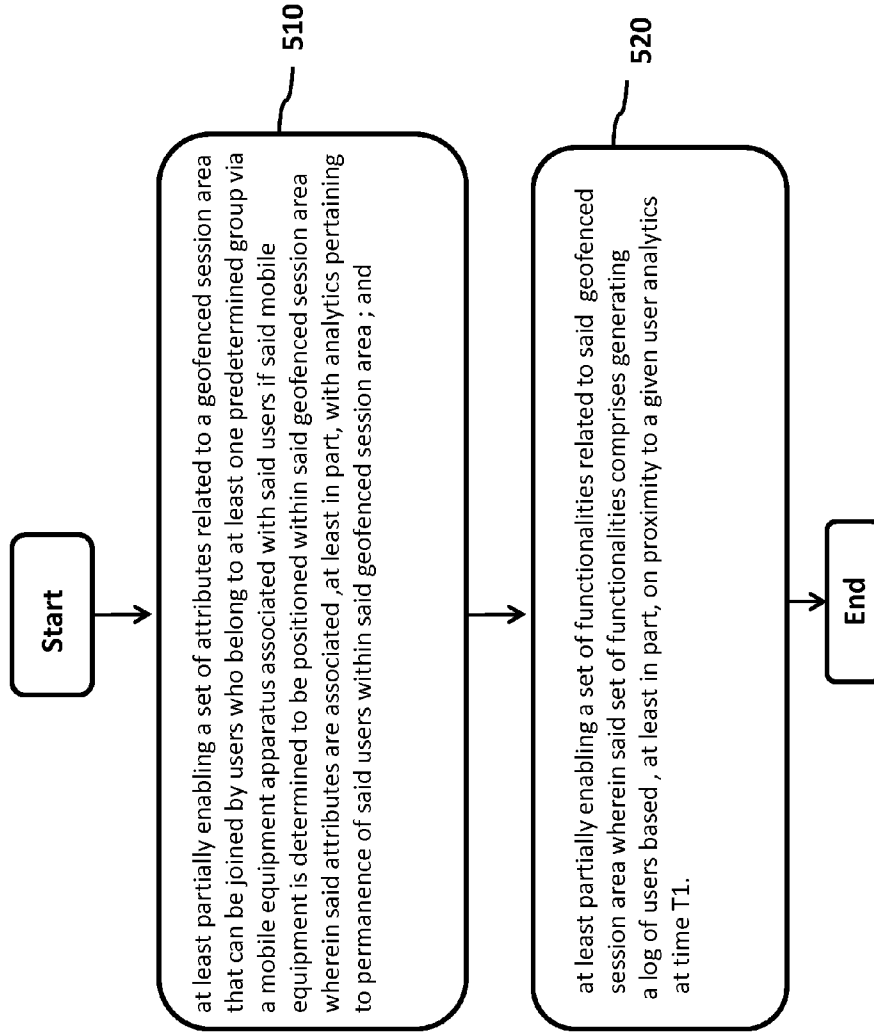 Start
at least partially enabling a set of attributes related to a geofenced session area
that can be joined by users who belong to at least one predetermined group via
a mobile equipment apparatus associated with said users if said mobile
equipment is determined to be positioned within said geofenced session area
wherein said attributes are associated ,at least in part, with analytics pertaining
to permanence of said users within said geofenced session area ; and
510
at least partially enabling a set of functionalities related to said geofenced
session area wherein said set of functionalities comprises generating
a log of users based , at least in part, on proximity to a given user analytics
at time T1.
520
End